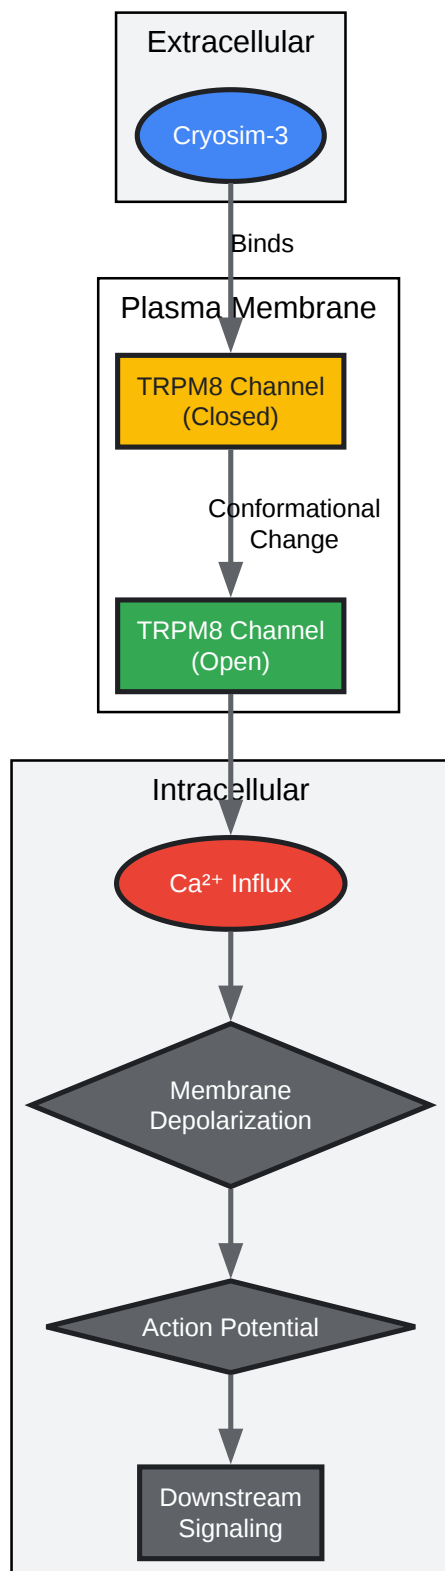 Extracellular
Cryosim-3
Binds
Plasma Membrane
TRPM8 Channel
(Closed)
Conformational
Change
TRPM8 Channel
(Open)
Intracellular
Ca²⁺ Influx
Membrane
Depolarization
Action Potential
Downstream
Signaling